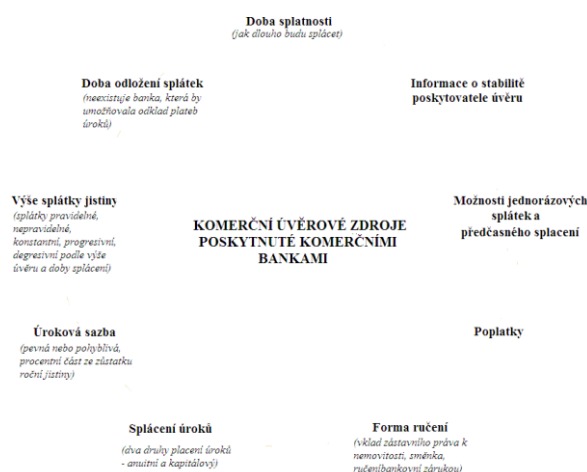 Doba splatnosti
(jak dlouho budu splácet)
Doba odložení splátek
(neexistuje banka, která by
umožňovala odklad plateb
úroků)
Informace o stabilitě
poskytovatele úvěru
Výše splátky jistiny
(splátky pravidelné,
nepravidelné,
konstantní, progresivní,
degresivní podle výše
úvěru a doby splácení)
KOMERČNÍ ÚVĚROVÉ ZDROJE
POSKYTNUTÉ KOMERČNÍMI
BANKAMI
Možnosti jednorázových
splátek a
předčasného splacení
Úroková sazba
(pevná nebo pohyblivá,
procentní část ze zůstatku
roční jistiny)
Poplatky
Splácení úroků
(dva druhy placení úroků
- anuitní a kapitálový)
Forma ručení
(vklad zástavního práva k
nemovitosti, směnka,
ručeníbankovní zárukou)